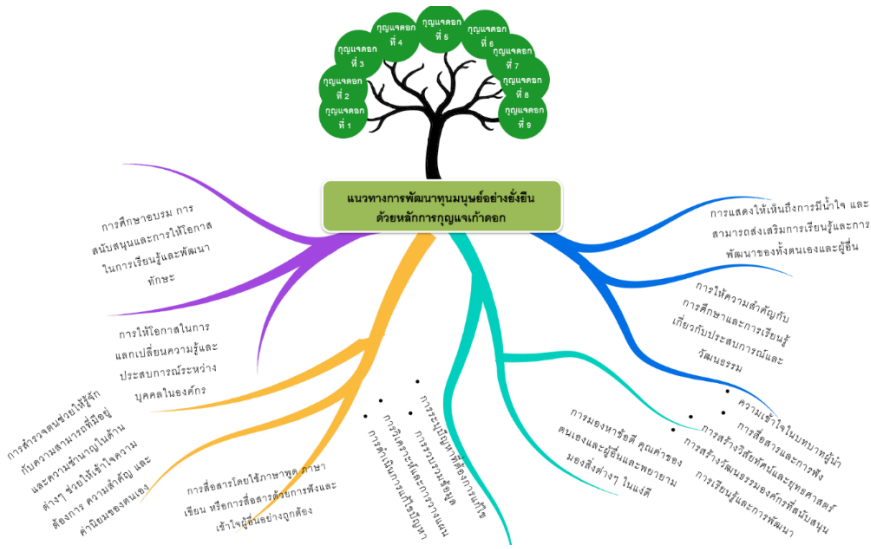 กุญแจดอก
ที่ 1
กุญแจดอก
ที่ 2
กุญแจดอก
ที่ 3
กุญแจดอก
ที่ 4
กุญแจดอก
ที่ 5
กุญแจดอก
ที่ 6
กุญแจดอก
ที่ 7
กุญแจดอก
ที่ 8
กุญแจดอก
ที่ 9
แนวทางการพัฒนาทุนมนุษย์อย่างยั่งยืน
ด้วยหลักการกุญแจเก้าดอก
การศึกษาอบรม การ
สนับสนุนและการให้โอกาส
ในการเรียนรู้และพัฒนา
ทักษะ
การให้โอกาสในการ
แลกเปลี่ยนความรู้และ
ประสบการณ์ระหว่าง
บุคคลในองค์กร
การสำรวจตนช่วยให้รู้จัก
กับความสามารถที่มีอยู่
และความชำนาญในด้าน
ต่างๆ ช่วยให้เข้าใจความ
ต้องการ ความสำคัญ และ
ค่านิยมของตนเอง
การสื่อสารโดยใช้ภาษาพูด ภาษา
เขียน หรือการสื่อสารด้วยการฟังและ
เข้าใจผู้อื่นอย่างถูกต้อง
• การระบุปัญหาที่ต้องการแก้ไข
• การรวบรวมข้อมูล
• การวิเคราะห์และการวางแผน
• การดำเนินการแก้ไขปัญหา
การมองหาข้อดี คุณค่าของ
ตนเองและผู้อื่นและพยายาม
มองสิ่งต่างๆ ในแง่ดี
• ความเข้าใจในบทบาทผู้นำ
• การสื่อสารและการฟัง
• การสร้างวิสัยทัศน์และยุทธศาสตร์
• การสร้างวัฒนธรรมองค์กรที่สนับสนุน
การเรียนรู้และการพัฒนา
การให้ความสำคัญกับ
การศึกษาและการเรียนรู้
เกี่ยวกับประสบการณ์และ
วัฒนธรรม
การแสดงให้เห็นถึงการมีน้ำใจ และ
สามารถส่งเสริมการเรียนรู้และการ
พัฒนาของทั้งตนเองและผู้อื่น